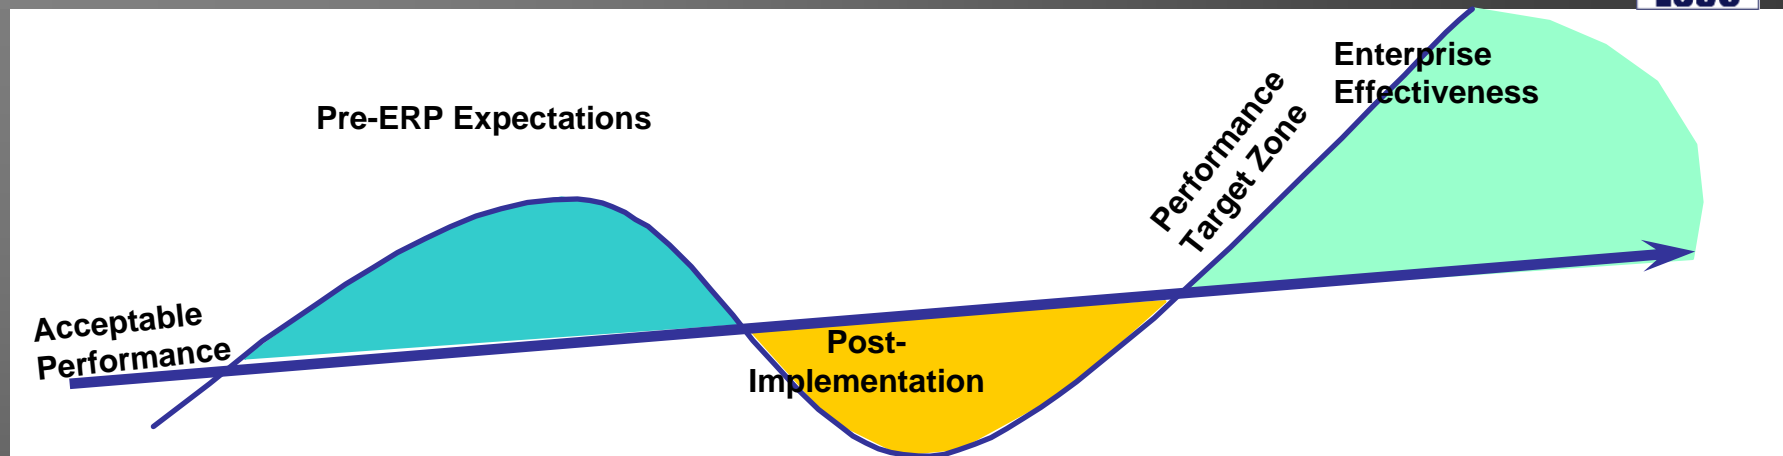 Pre-ERP Expectations
Acceptable
Performance
Post-
Implementation
Performance
Target Zone
Enterprise
Effectiveness